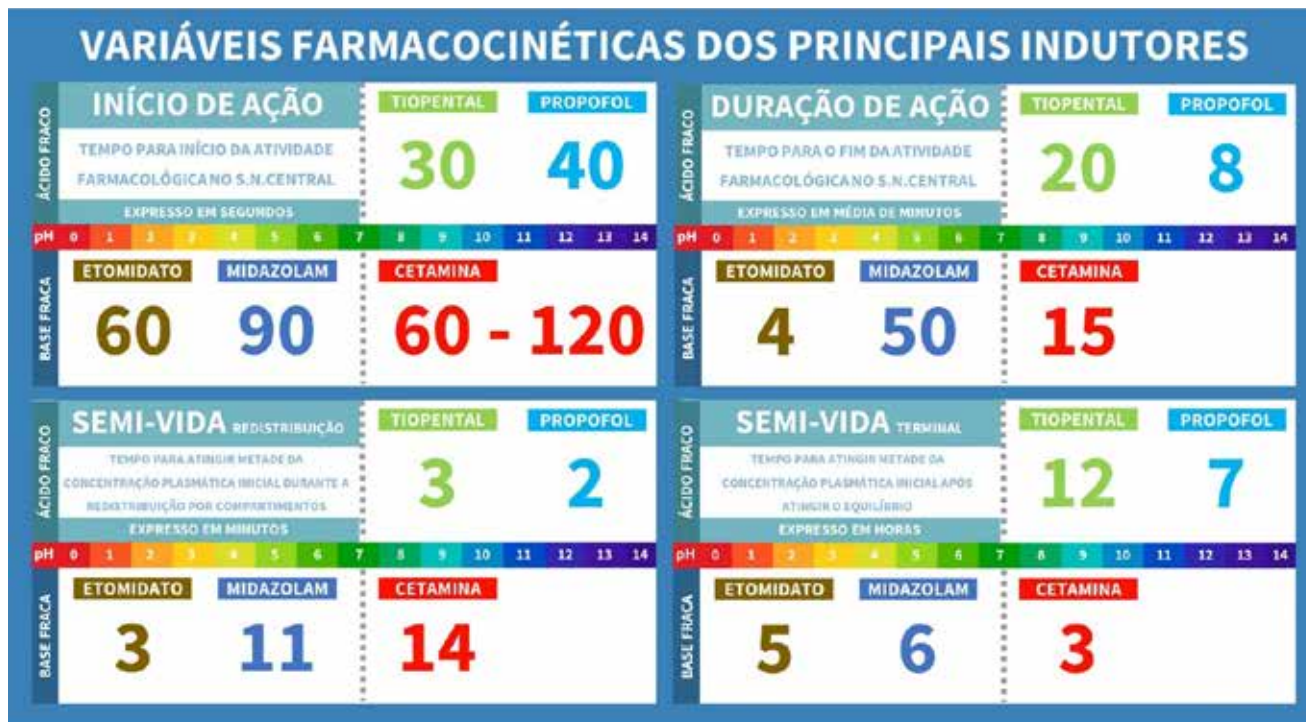 VARIÁVEIS FARMACOCINÉTICAS DOS PRINCIPAIS INDUTORES
ÁCIDO FRACO
INÍCIO DE AÇÃO
TEMPO PARA INÍCIO DA ATIVIDADE
FARMACOLÓGICA NO S.N.CENTRAL
EXPRESSO EM SEGUNDOS
TIOPENTAL PROPOFOL
30 40
pH 0 1 2 3 4 5 6 7 8 9 10 11 12 13 14
BASE FRACA
ETOMIDATO MIDAZOLAM CETAMINA
60 90 60 - 120
ÁCIDO FRACO
DURAÇÃO DE AÇÃO
TEMPO PARA O FIM DA ATIVIDADE
FARMACOLÓGICA NO S.N.CENTRAL
EXPRESSO EM MÉDIA DE MINUTOS
TIOPENTAL PROPOFOL
20 8
pH 0 1 2 3 4 5 6 7 8 9 10 11 12 13 14
BASE FRACA
ETOMIDATO MIDAZOLAM CETAMINA
4 50 15
ÁCIDO FRACO
SEMI-VIDA REDISTRIBUIÇÃO
TEMPO PARA ATINGIR METADE DA
CONCENTRAÇÃO PLASMÁTICA INICIAL DURANTE A
REDISTRIBUIÇÃO POR COMPARTIMENTOS
EXPRESSO EM MINUTOS
TIOPENTAL PROPOFOL
3 2
pH 0 1 2 3 4 5 6 7 8 9 10 11 12 13 14
BASE FRACA
ETOMIDATO MIDAZOLAM CETAMINA
3 11 14
ÁCIDO FRACO
SEMI-VIDA TERMINAL
TEMPO PARA ATINGIR METADE DA
CONCENTRAÇÃO PLASMÁTICA INICIAL APÓS
ATINGIR O EQUILÍBRIO
EXPRESSO EM HORAS
TIOPENTAL PROPOFOL
12 7
pH 0 1 2 3 4 5 6 7 8 9 10 11 12 13 14
BASE FRACA
ETOMIDATO MIDAZOLAM CETAMINA
5 6 3